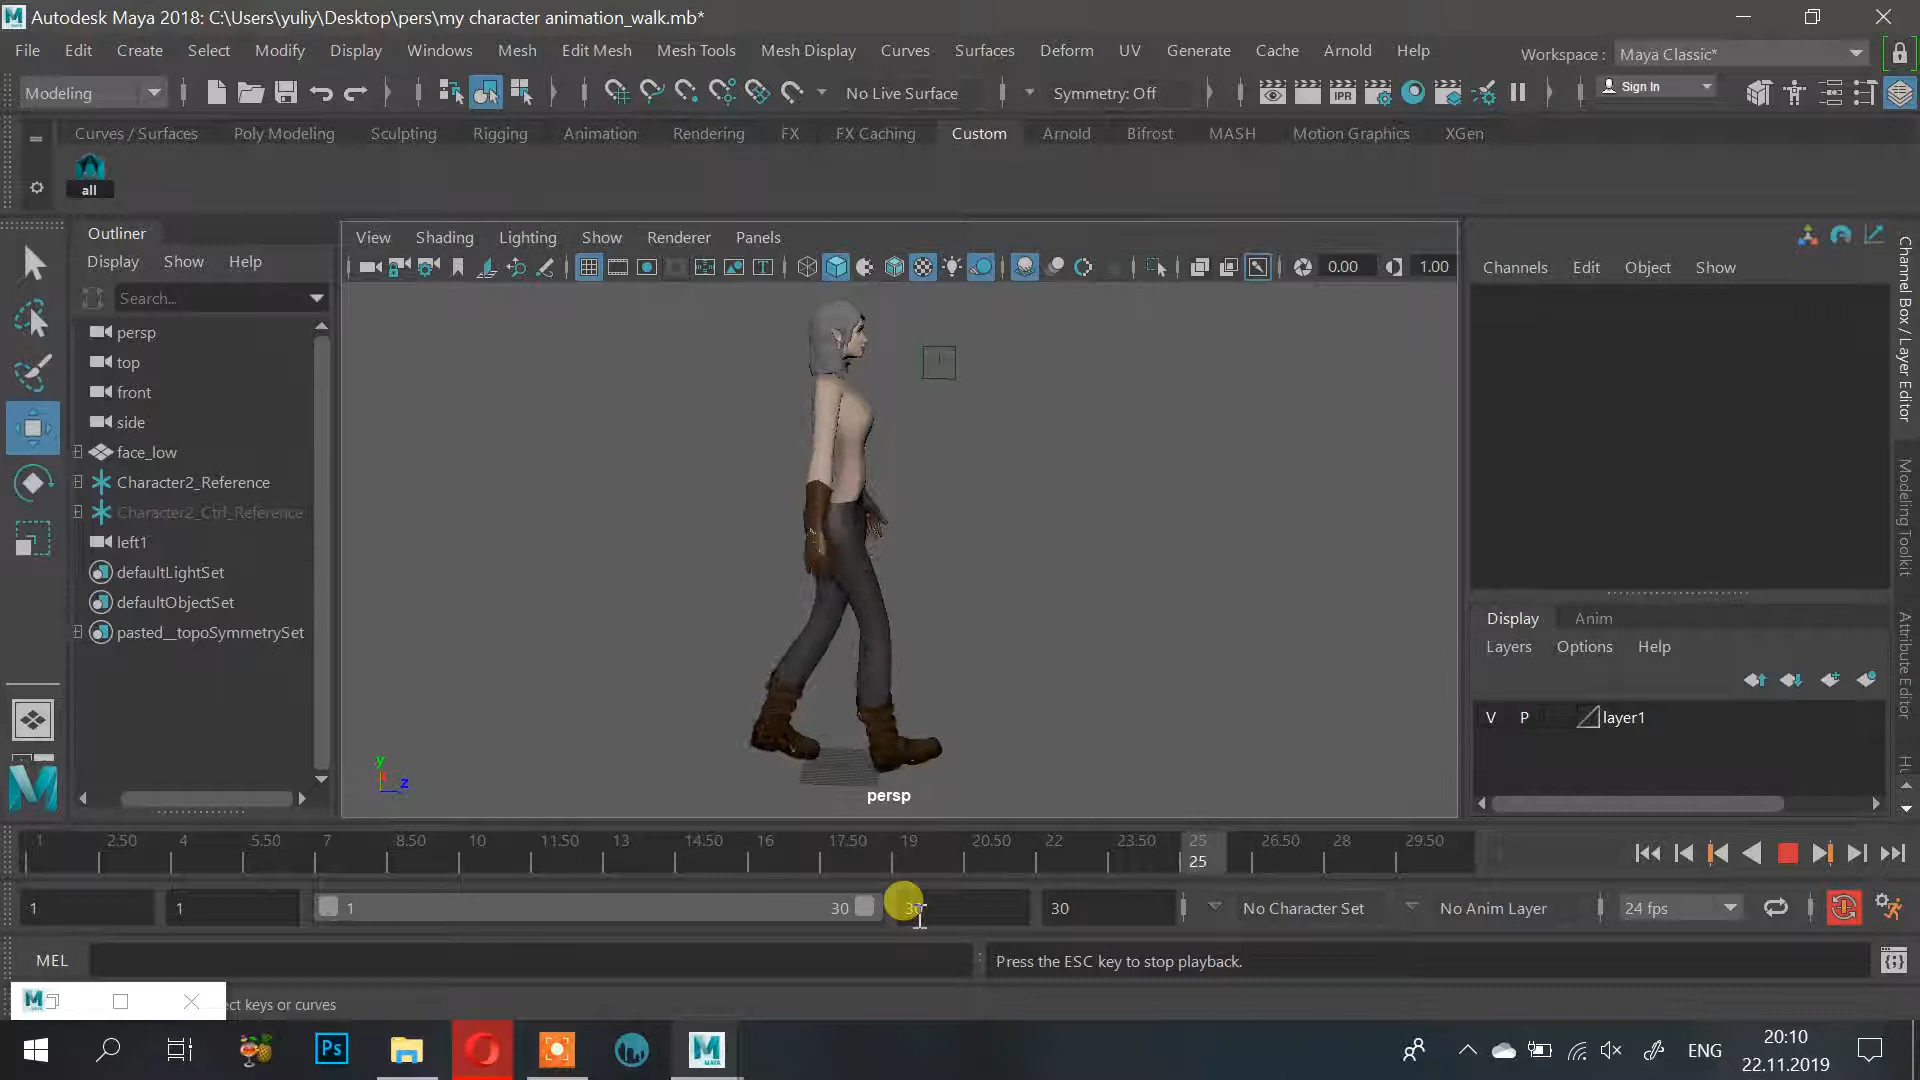 Autodesk Maya 2018: C:\Users\yuliy\Desktop\pers\my character animation_walk.mb*
File Edit Create Select Modify Display Windows Mesh Edit Mesh Mesh Tools Mesh Display Curves Surfaces Deform UV Generate Cache Arnold Help Workspace : Maya Classic*
Modeling No Live Surface Symmetry: Off IPR Sign In
Curves / Surfaces Poly Modeling Sculpting Rigging Animation Rendering FX FX Caching Custom Arnold Bifrost MASH Motion Graphics XGen
all
Outliner
Display Show Help
Search...
persp
top
front
side
face_low
Character2_Reference
Character2_Ctrl_Reference
left1
defaultLightSet
defaultObjectSet
pasted__topoSymmetrySet
View Shading Lighting Show Renderer Panels
0.00 1.00
y
z
persp
Channels Edit Object Show
Channel Box / Layer Editor
Modeling Toolkit
Attribute Editor
Display Anim
Layers Options Help
V P layer1
1 2.50 4 5.50 7 8.50 10 11.50 13 14.50 16 17.50 19 20.50 22 23.50 25 26.50 28 29.50
25
1 1 1 30 30 30 No Character Set No Anim Layer 24 fps
MEL Press the ESC key to stop playback.
ect keys or curves
Ps
MAYA
ENG
20:10
22.11.2019